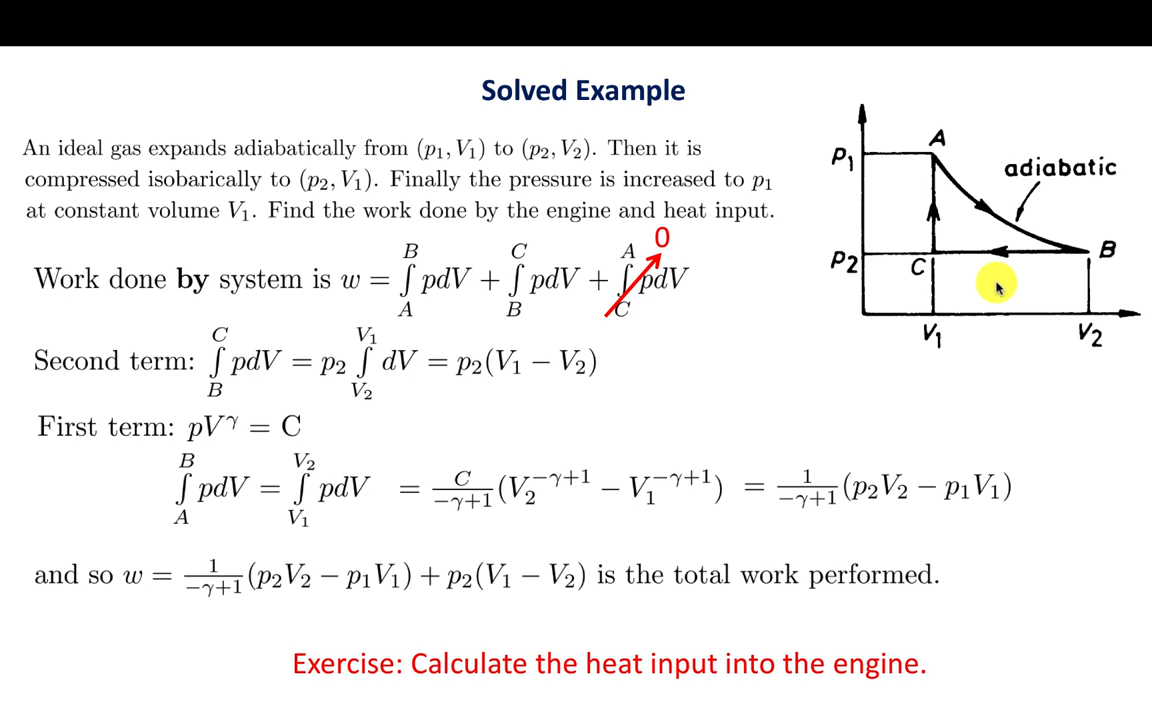 Solved Example
An ideal gas expands adiabatically from (p₁, V₁) to (p₂, V₂). Then it is
compressed isobarically to (p₂, V₁). Finally the pressure is increased to p₁
at constant volume V₁. Find the work done by the engine and heat input.
Work done by system is w = ∫_A^B pdV + ∫_B^C pdV + ∫_C^A pdV 0
Second term: ∫_B^C pdV = p₂ ∫_{V₂}^{V₁} dV = p₂(V₁ − V₂)
First term: pV^γ = C
∫_A^B pdV = ∫_{V₁}^{V₂} pdV = C/(−γ+1) (V₂^{−γ+1} − V₁^{−γ+1}) = 1/(−γ+1) (p₂V₂ − p₁V₁)
and so w = 1/(−γ+1) (p₂V₂ − p₁V₁) + p₂(V₁ − V₂) is the total work performed.
Exercise: Calculate the heat input into the engine.
A
P₁
adiabatic
B
P₂
C
V₁
V₂